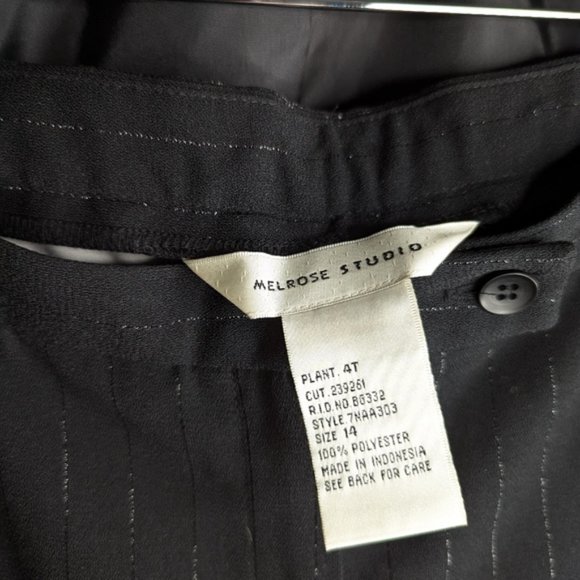 MELROSE STUDIO
PLANT. 4T
CUT. 239261
R.I.D.NO.BG332
STYLE.7NAA303
SIZE 14
100% POLYESTER
MADE IN INDONESIA
SEE BACK FOR CARE